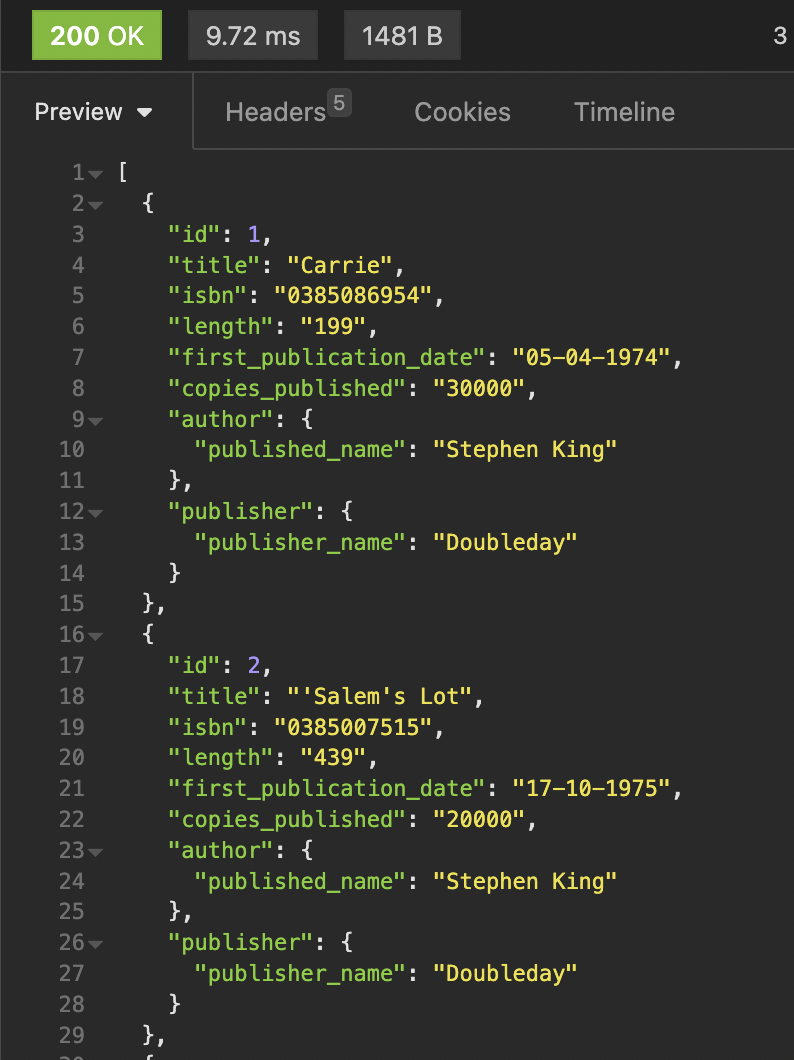 200 OK 9.72 ms 1481 B 3
Preview Headers 5 Cookies Timeline
1 [
2 {
3 "id": 1,
4 "title": "Carrie",
5 "isbn": "0385086954",
6 "length": "199",
7 "first_publication_date": "05-04-1974",
8 "copies_published": "30000",
9 "author": {
10 "published_name": "Stephen King"
11 },
12 "publisher": {
13 "publisher_name": "Doubleday"
14 }
15 },
16 {
17 "id": 2,
18 "title": "'Salem's Lot",
19 "isbn": "0385007515",
20 "length": "439",
21 "first_publication_date": "17-10-1975",
22 "copies_published": "20000",
23 "author": {
24 "published_name": "Stephen King"
25 },
26 "publisher": {
27 "publisher_name": "Doubleday"
28 }
29 },